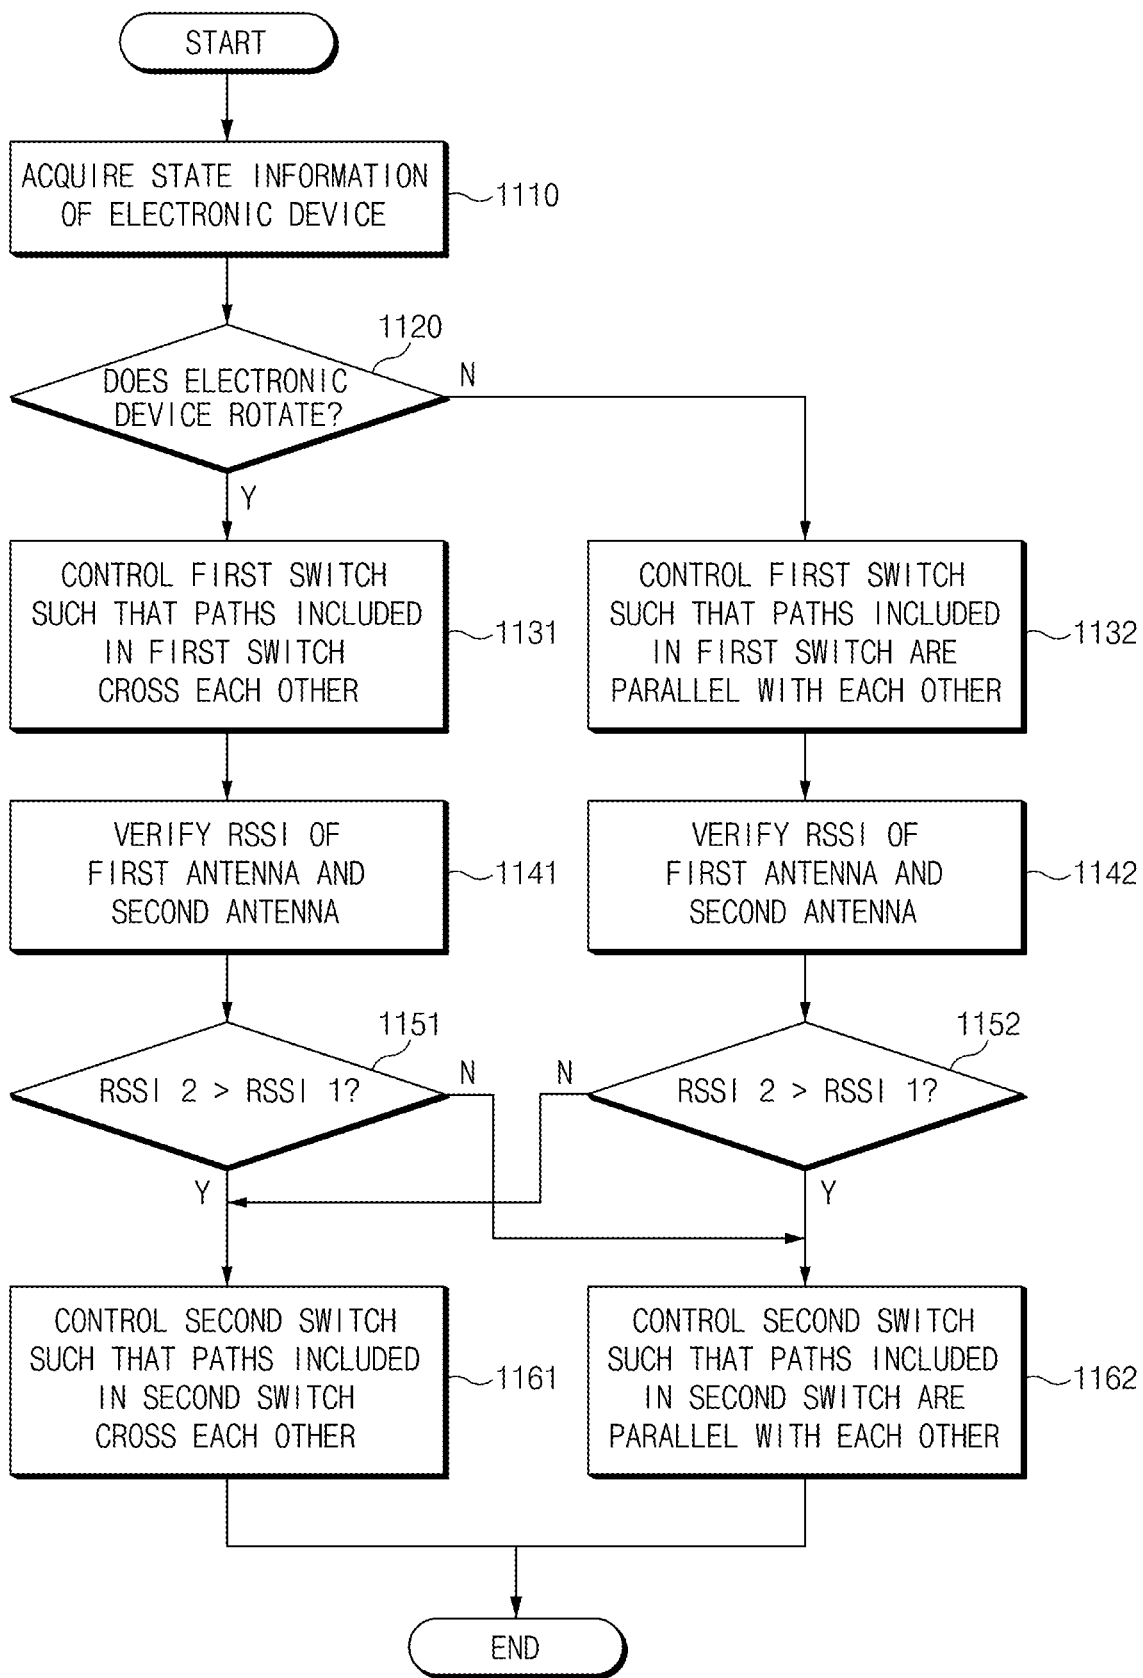 START
ACQUIRE STATE INFORMATION
OF ELECTRONIC DEVICE
1110
1120
DOES ELECTRONIC
DEVICE ROTATE?
N
Y
CONTROL FIRST SWITCH
SUCH THAT PATHS INCLUDED
IN FIRST SWITCH
CROSS EACH OTHER
1131
CONTROL FIRST SWITCH
SUCH THAT PATHS INCLUDED
IN FIRST SWITCH ARE
PARALLEL WITH EACH OTHER
1132
VERIFY RSSI OF
FIRST ANTENNA AND
SECOND ANTENNA
1141
VERIFY RSSI OF
FIRST ANTENNA AND
SECOND ANTENNA
1142
1151
RSSI 2 > RSSI 1?
N
Y
1152
RSSI 2 > RSSI 1?
N
Y
CONTROL SECOND SWITCH
SUCH THAT PATHS INCLUDED
IN SECOND SWITCH
CROSS EACH OTHER
1161
CONTROL SECOND SWITCH
SUCH THAT PATHS INCLUDED
IN SECOND SWITCH ARE
PARALLEL WITH EACH OTHER
1162
END